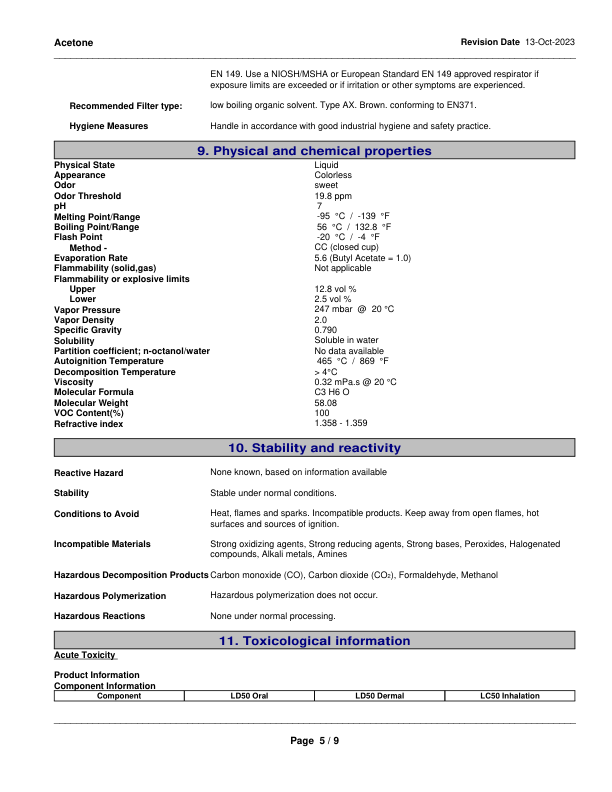 Acetone
Revision Date 13-Oct-2023
EN 149. Use a NIOSH/MSHA or European Standard EN 149 approved respirator if
exposure limits are exceeded or if irritation or other symptoms are experienced.
Recommended Filter type: low boiling organic solvent. Type AX. Brown. conforming to EN371.
Hygiene Measures Handle in accordance with good industrial hygiene and safety practice.
9. Physical and chemical properties
Physical State Liquid
Appearance Colorless
Odor sweet
Odor Threshold 19.8 ppm
pH 7
Melting Point/Range -95 °C / -139 °F
Boiling Point/Range 56 °C / 132.8 °F
Flash Point -20 °C / -4 °F
Method - CC (closed cup)
Evaporation Rate 5.6 (Butyl Acetate = 1.0)
Flammability (solid,gas) Not applicable
Flammability or explosive limits
Upper 12.8 vol %
Lower 2.5 vol %
Vapor Pressure 247 mbar @ 20 °C
Vapor Density 2.0
Specific Gravity 0.790
Solubility Soluble in water
Partition coefficient; n-octanol/water No data available
Autoignition Temperature 465 °C / 869 °F
Decomposition Temperature > 4°C
Viscosity 0.32 mPa.s @ 20 °C
Molecular Formula C3 H6 O
Molecular Weight 58.08
VOC Content(%) 100
Refractive index 1.358 - 1.359
10. Stability and reactivity
Reactive Hazard None known, based on information available
Stability Stable under normal conditions.
Conditions to Avoid Heat, flames and sparks. Incompatible products. Keep away from open flames, hot
surfaces and sources of ignition.
Incompatible Materials Strong oxidizing agents, Strong reducing agents, Strong bases, Peroxides, Halogenated
compounds, Alkali metals, Amines
Hazardous Decomposition Products Carbon monoxide (CO), Carbon dioxide (CO₂), Formaldehyde, Methanol
Hazardous Polymerization Hazardous polymerization does not occur.
Hazardous Reactions None under normal processing.
11. Toxicological information
Acute Toxicity
Product Information
Component Information
Component LD50 Oral LD50 Dermal LC50 Inhalation
Page 5 / 9